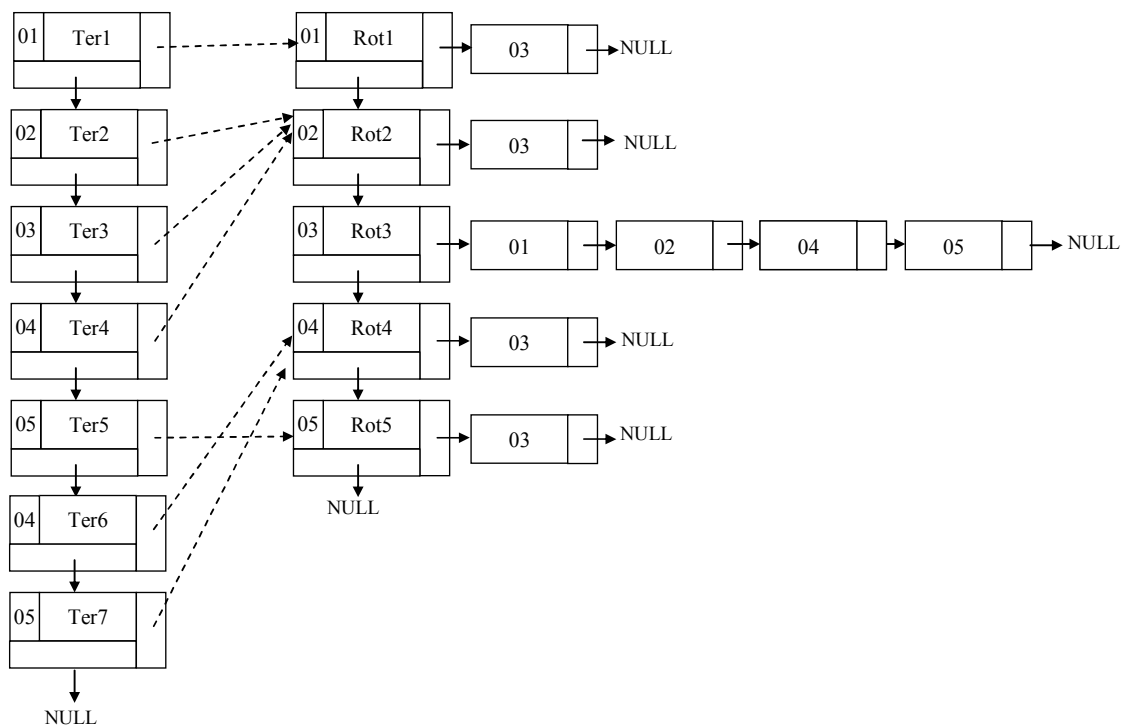 01 Ter1 01 Rot1 03 NULL
02 Ter2 02 Rot2 03 NULL
03 Ter3 03 Rot3 01 02 04 05 NULL
04 Ter4 04 Rot4 03 NULL
05 Ter5 05 Rot5 03 NULL
NULL
04 Ter6
05 Ter7
NULL